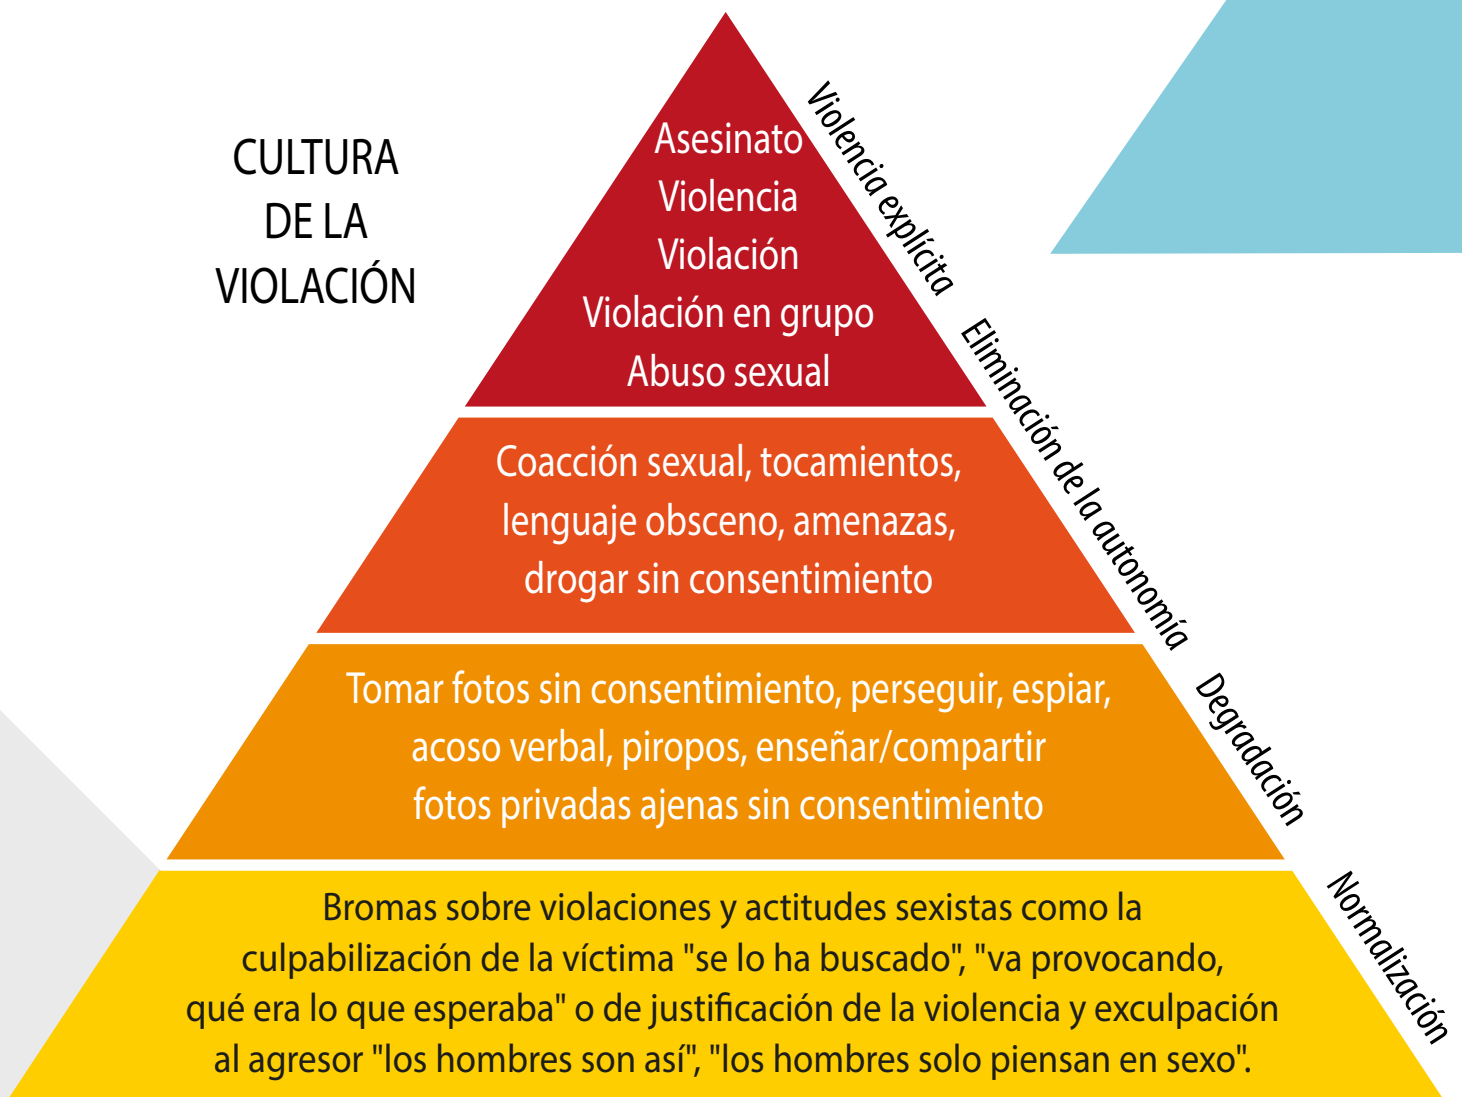 CULTURA
DE LA
VIOLACIÓN
Asesinato
Violencia
Violación
Violación en grupo
Abuso sexual
Violencia explícita
Coacción sexual, tocamientos,
lenguaje obsceno, amenazas,
drogar sin consentimiento
Eliminación de la autonomía
Tomar fotos sin consentimiento, perseguir, espiar,
acoso verbal, piropos, enseñar/compartir
fotos privadas ajenas sin consentimiento
Degradación
Bromas sobre violaciones y actitudes sexistas como la
culpabilización de la víctima "se lo ha buscado", "va provocando,
qué era lo que esperaba" o de justificación de la violencia y exculpación
al agresor "los hombres son así", "los hombres solo piensan en sexo".
Normalización